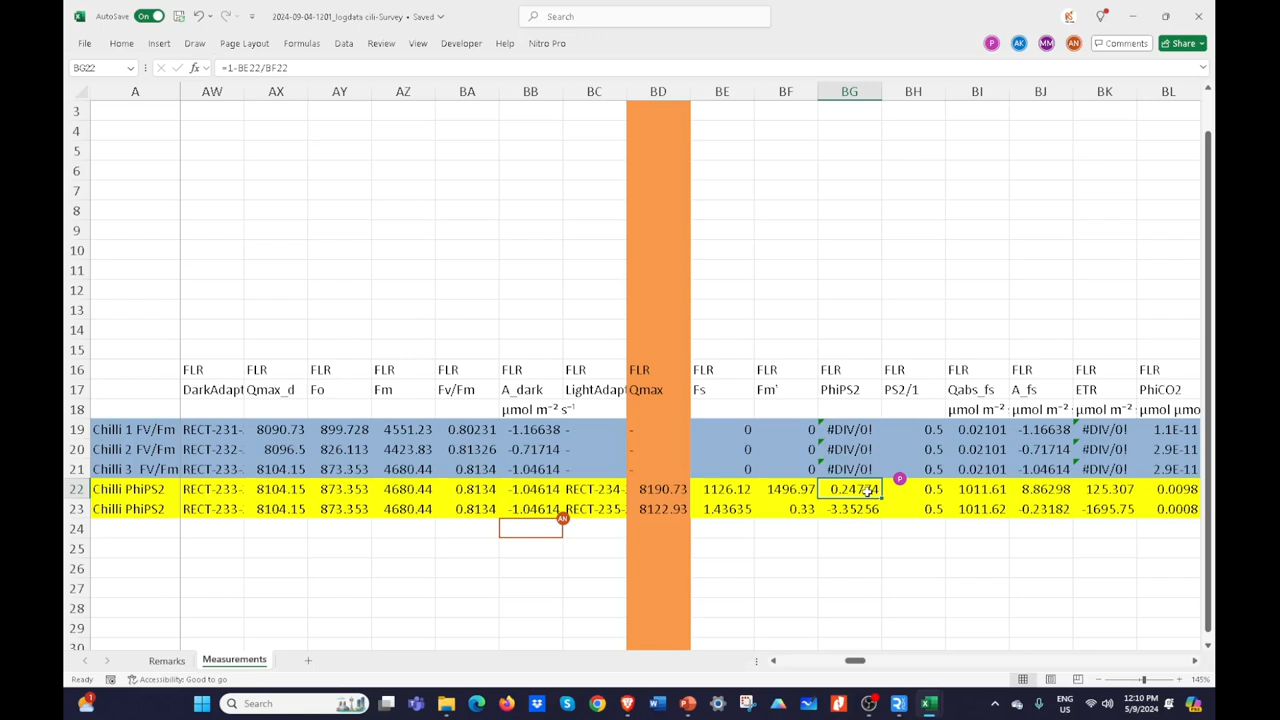 AutoSave On 2024-09-04-1201_logdata cili-Survey • Saved Search
File Home Insert Draw Page Layout Formulas Data Review View Developer Help Nitro Pro Comments Share
BG22 fx =1-BE22/BF22
A AW AX AY AZ BA BB BC BD BE BF BG BH BI BJ BK BL
3
4
5
6
7
8
9
10
11
12
13
14
15
16 FLR FLR FLR FLR FLR FLR FLR FLR FLR FLR FLR FLR FLR FLR FLR FLR
17 DarkAdapt Qmax_d Fo Fm Fv/Fm A_dark LightAdapt Qmax Fs Fm' PhiPS2 PS2/1 Qabs_fs A_fs ETR PhiCO2
18 µmol m⁻² s⁻¹ µmol m⁻² µmol m⁻² µmol m⁻² µmol µmo
19 Chilli 1 FV/Fm RECT-231- 8090.73 899.728 4551.23 0.80231 -1.16638 - - 0 0 #DIV/0! 0.5 0.02101 -1.16638 #DIV/0! 1.1E-11
20 Chilli 2 FV/Fm RECT-232- 8096.5 826.113 4423.83 0.81326 -0.71714 - - 0 0 #DIV/0! 0.5 0.02101 -0.71714 #DIV/0! 2.9E-11
21 Chilli 3 FV/Fm RECT-233- 8104.15 873.353 4680.44 0.8134 -1.04614 - - 0 0 #DIV/0! 0.5 0.02101 -1.04614 #DIV/0! 2.9E-11
22 Chilli PhiPS2 RECT-233- 8104.15 873.353 4680.44 0.8134 -1.04614 RECT-234- 8190.73 1126.12 1496.97 0.5 1011.61 8.86298 125.307 0.0098
23 Chilli PhiPS2 RECT-233- 8104.15 873.353 4680.44 0.8134 -1.04614 RECT-235- 8122.93 1.43635 0.33 -3.35256 0.5 1011.62 -0.23182 -1695.75 0.0008
24
25
26
27
28
29
30
Remarks Measurements
Ready Accessibility: Good to go 145%
Search ENG US 12:10 PM 5/9/2024
P AK MM AN
P
AN